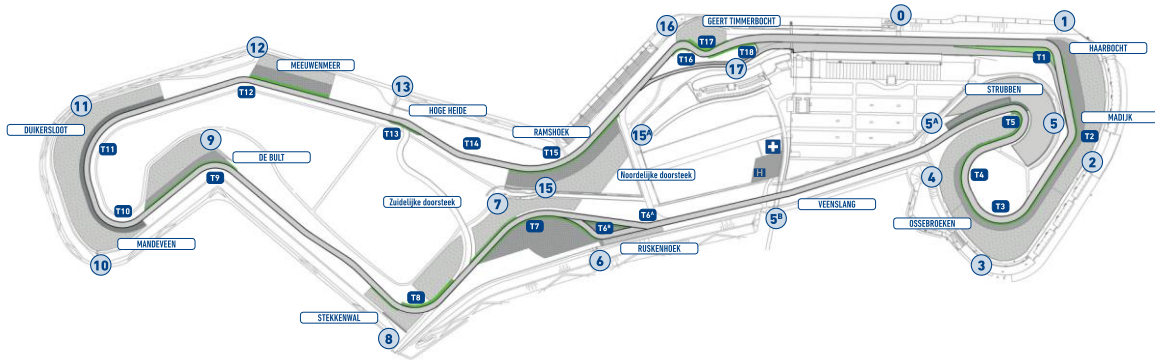 0
1
16
GEERT TIMMERBOCHT
T17
T18
T16
17
HAARBOCHT
T1
STRUBBEN
12
MEEUWENMEER
T12
13
HOGE HEIDE
11
DUIKERSLOOT
T11
9
DE BULT
T9
T13
T14
RAMSHOEK
T15
15A
5A
T5
5
MADIJK
T2
2
H
15
Noordelijke doorsteek
4
T4
T3
T10
MANDEVEEN
10
Zuidelijke doorsteek
7
T7
T6A
T6B
5B
VEENSLANG
OSSEBROEKEN
3
RUSKENHOEK
6
T8
STEKKENWAL
8